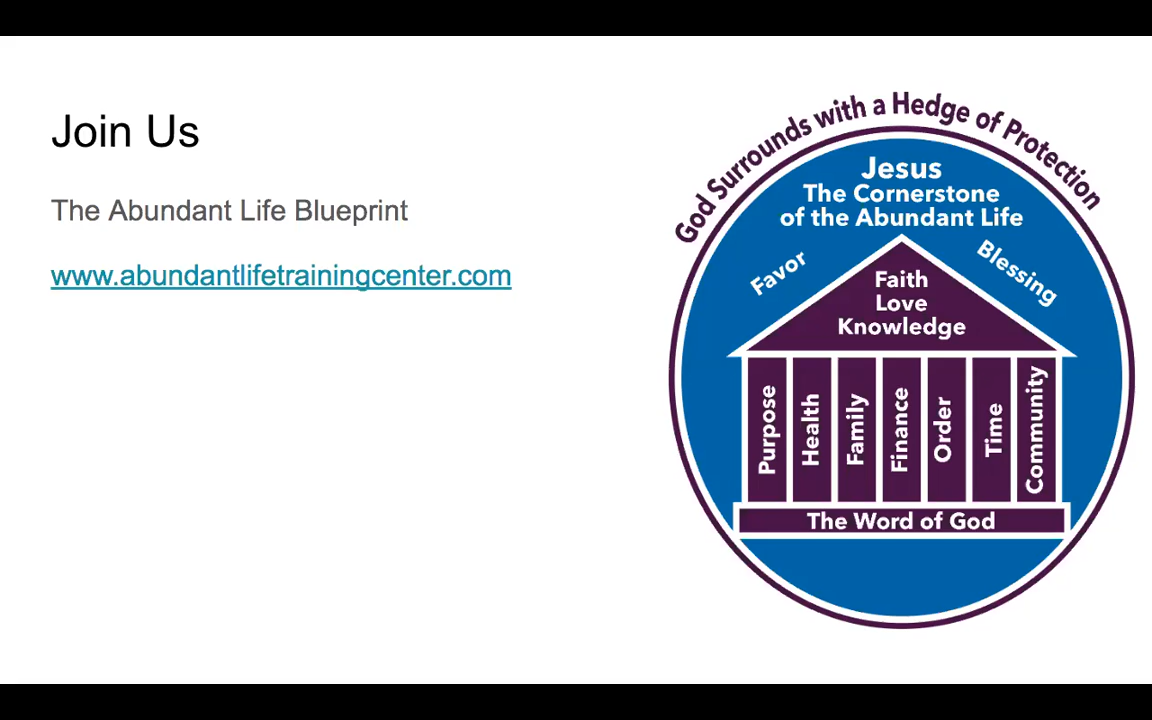 Join Us
The Abundant Life Blueprint
www.abundantlifetrainingcenter.com
God Surrounds with a Hedge of Protection
Jesus
The Cornerstone
of the Abundant Life
Favor
Blessing
Faith
Love
Knowledge
Purpose
Health
Family
Finance
Order
Time
Community
The Word of God